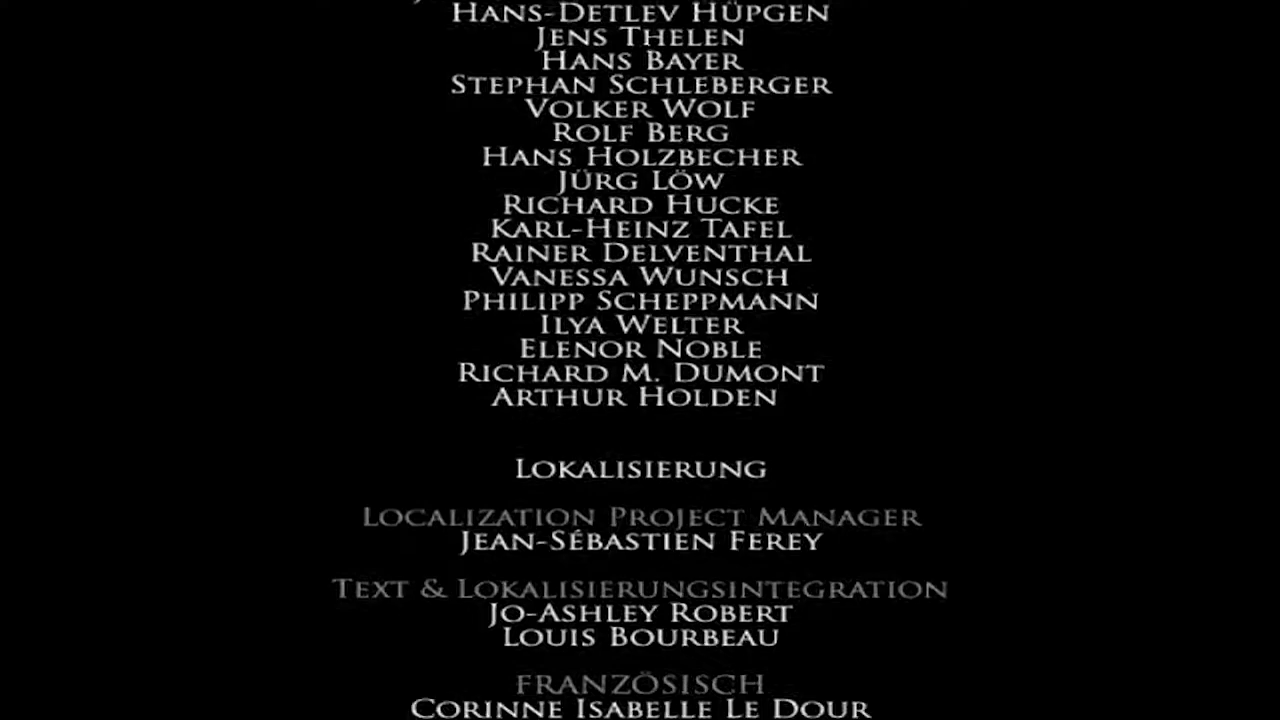 Hans-Detlev Hüpgen
Jens Thelen
Hans Bayer
Stephan Schleberger
Volker Wolf
Rolf Berg
Hans Holzbecher
Jürg Löw
Richard Hucke
Karl-Heinz Tafel
Rainer Delventhal
Vanessa Wunsch
Philipp Scheppmann
Ilya Welter
Elenor Noble
Richard M. Dumont
Arthur Holden
Lokalisierung
Localization Project Manager
Jean-Sébastien Ferey
Text & Lokalisierungsintegration
Jo-Ashley Robert
Louis Bourbeau
französisch
Corinne Isabelle Le Dour